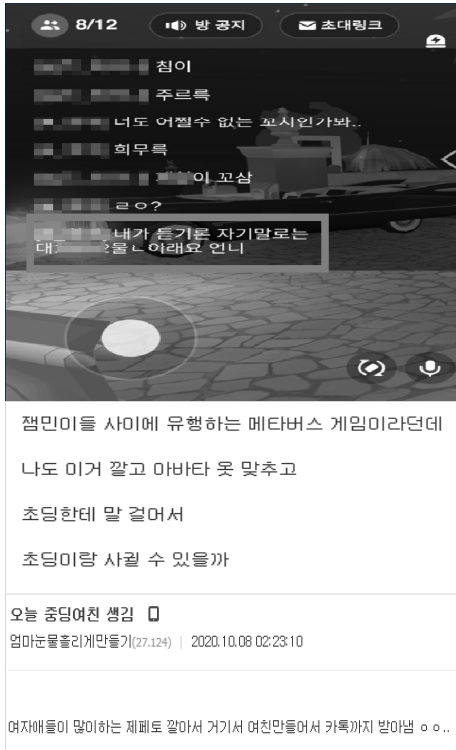 8/12 방 공지 초대링크
침이
주르륵
너도 어쩔수 없는 꼬시인가봐..
희무륵
이 꼬삼
ㄹㅇ?
내가 듣기론 자기말로는
이래요 언니
잼민이들 사이에 유행하는 메타버스 게임이라던데
나도 이거 깔고 아바타 옷 맞추고
초딩한테 말 걸어서
초딩이랑 사귈 수 있을까
오늘 중딩여친 생김
엄마눈물흘리게만들기(27.124) | 2020.10.08 02:23:10
여자애들이 많이하는 제페토 깔아서 거기서 여친만들어서 카톡까지 받아냄 ㅇㅇ..